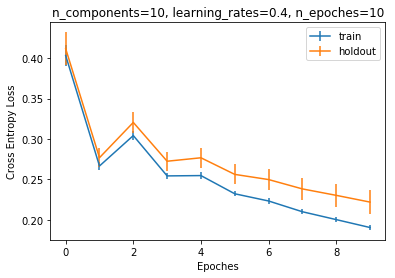 n_components=10, learning_rates=0.4, n_epoches=10
train
holdout
Cross Entropy Loss
0.40
0.35
0.30
0.25
0.20
0 2 4 6 8
Epoches